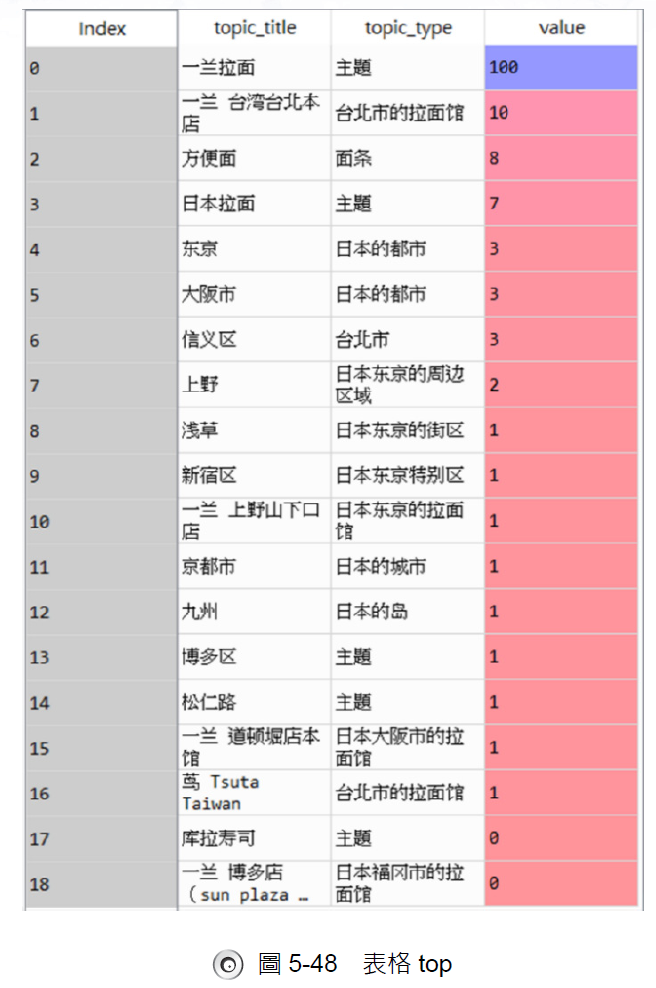 Index topic_title topic_type value
0 一兰拉面 主题 100
1 一兰 台湾台北本店 台北市的拉面馆 10
2 方便面 面条 8
3 日本拉面 主题 7
4 东京 日本的都市 3
5 大阪市 日本的都市 3
6 信义区 台北市 3
7 上野 日本东京的周边区域 2
8 浅草 日本东京的街区 1
9 新宿区 日本东京特别区 1
10 一兰 上野山下口店 日本东京的拉面馆 1
11 京都市 日本的城市 1
12 九州 日本的岛 1
13 博多区 主题 1
14 松仁路 主题 1
15 一兰 道顿堀店本馆 日本大阪市的拉面馆 1
16 茑 Tsuta Taiwan 台北市的拉面馆 1
17 库拉寿司 主题 0
18 一兰 博多店（sun plaza … 日本福冈市的拉面馆 0
圖 5-48 表格 top